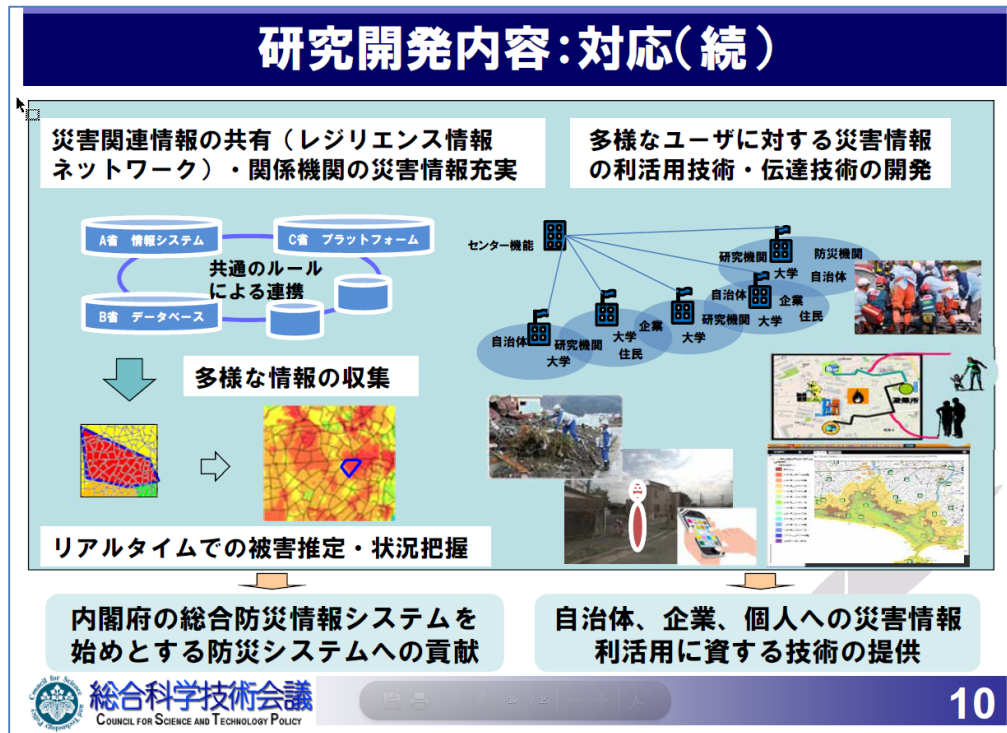 研究開発内容:対応(続)
災害関連情報の共有(レジリエンス情報
ネットワーク)・関係機関の災害情報充実
A省 情報システム
C省 プラットフォーム
共通のルール
による連携
B省 データベース
多様な情報の収集
リアルタイムでの被害推定・状況把握
多様なユーザに対する災害情報
の利活用技術・伝達技術の開発
センター機能
研究機関
防災機関
大学
自治体
自治体
企業
研究機関
大学
住民
企業
大学
大学
住民
自治体
研究機関
大学
避難所
内閣府の総合防災情報システムを
始めとする防災システムへの貢献
自治体、企業、個人への災害情報
利活用に資する技術の提供
総合科学技術会議
COUNCIL FOR SCIENCE AND TECHNOLOGY POLICY
10